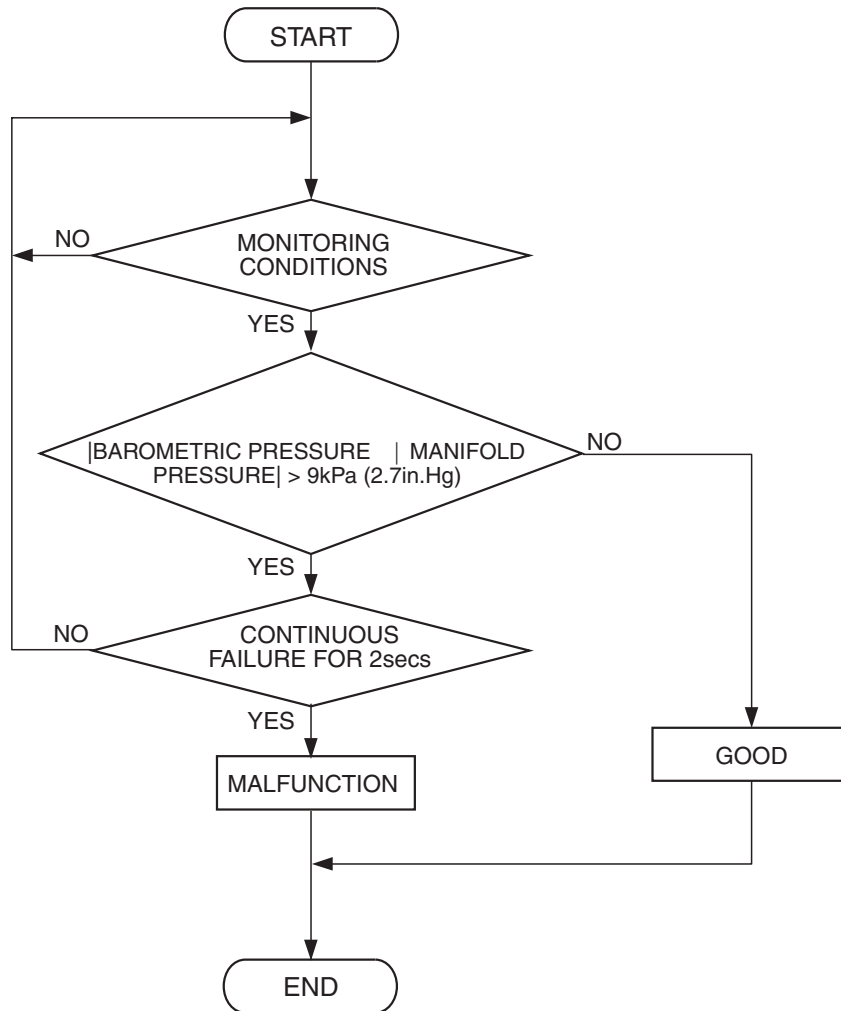 START
NO
MONITORING
CONDITIONS
YES
|BAROMETRIC PRESSURE | MANIFOLD
PRESSURE| > 9kPa (2.7in.Hg)
NO
YES
NO
CONTINUOUS
FAILURE FOR 2secs
YES
MALFUNCTION
GOOD
END